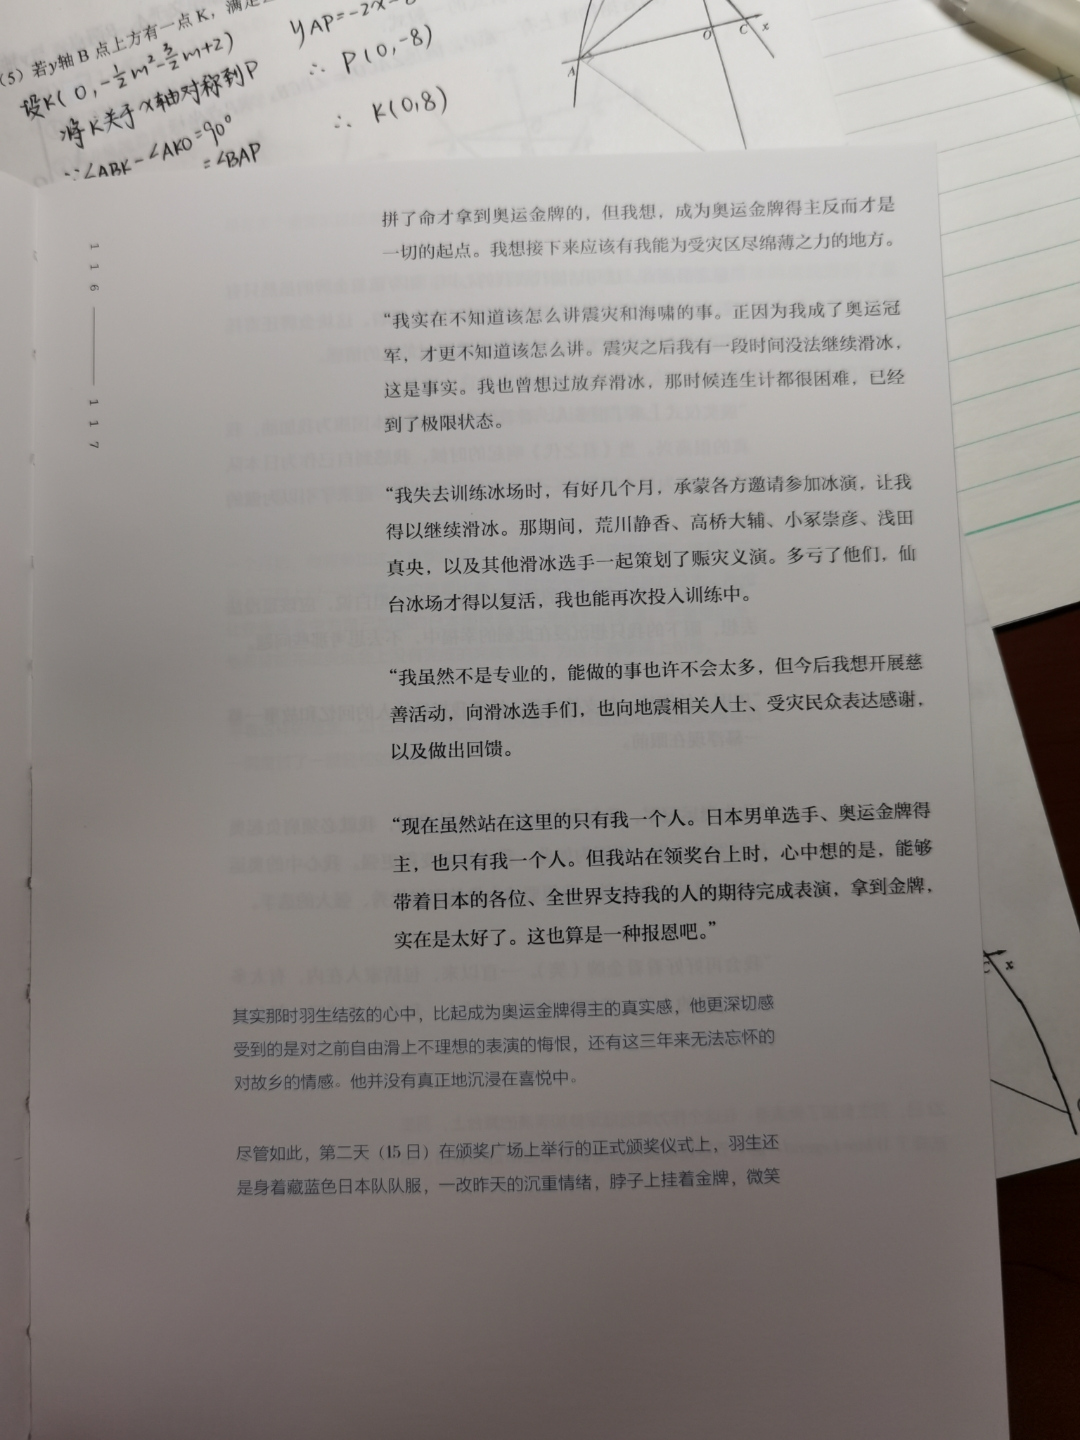 (5) 若y轴B点上方有一点K，满足
设K(0, -½m²-3/2m+2)
将K关于x轴对称到P
∵∠ABK-∠AKO=90°
=∠BAP
yAP=-2x-8
∴ P(0,-8)
∴ K(0,8)
A
O
C
x
116 —— 117
拼了命才拿到奥运金牌的，但我想，成为奥运金牌得主反而才是
一切的起点。我想接下来应该有我能为受灾区尽绵薄之力的地方。
“我实在不知道该怎么讲震灾和海啸的事。正因为我成了奥运冠
军，才更不知道该怎么讲。震灾之后我有一段时间没法继续滑冰，
这是事实。我也曾想过放弃滑冰，那时候连生计都很困难，已经
到了极限状态。
“我失去训练冰场时，有好几个月，承蒙各方邀请参加冰演，让我
得以继续滑冰。那期间，荒川静香、高桥大辅、小冢崇彦、浅田
真央，以及其他滑冰选手一起策划了赈灾义演。多亏了他们，仙
台冰场才得以复活，我也能再次投入训练中。
“我虽然不是专业的，能做的事也许不会太多，但今后我想开展慈
善活动，向滑冰选手们，也向地震相关人士、受灾民众表达感谢，
以及做出回馈。
“现在虽然站在这里的只有我一个人。日本男单选手、奥运金牌得
主，也只有我一个人。但我站在领奖台上时，心中想的是，能够
带着日本的各位、全世界支持我的人的期待完成表演，拿到金牌，
实在是太好了。这也算是一种报恩吧。”
其实那时羽生结弦的心中，比起成为奥运金牌得主的真实感，他更深切感
受到的是对之前自由滑上不理想的表演的悔恨，还有这三年来无法忘怀的
对故乡的情感。他并没有真正地沉浸在喜悦中。
尽管如此，第二天（15 日）在颁奖广场上举行的正式颁奖仪式上，羽生还
是身着藏蓝色日本队队服，一改昨天的沉重情绪，脖子上挂着金牌，微笑
C
x